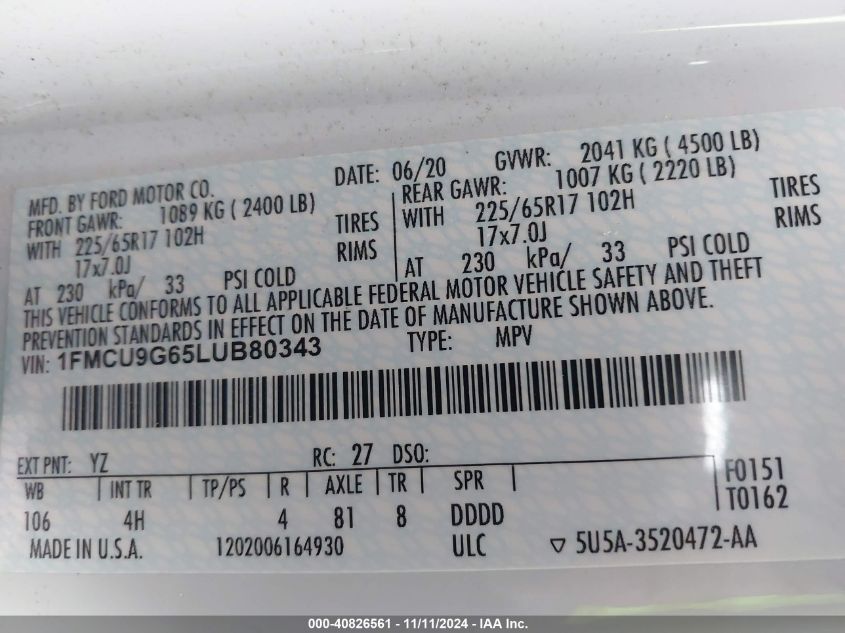 MFD. BY FORD MOTOR CO. DATE: 06/20 GVWR: 2041 KG ( 4500 LB)
FRONT GAWR: 1089 KG ( 2400 LB) REAR GAWR: 1007 KG ( 2220 LB)
WITH 225/65R17 102H TIRES WITH 225/65R17 102H TIRES
17x7.0J RIMS 17x7.0J RIMS
AT 230 kPa/ 33 PSI COLD AT 230 kPa/ 33 PSI COLD
THIS VEHICLE CONFORMS TO ALL APPLICABLE FEDERAL MOTOR VEHICLE SAFETY AND THEFT
PREVENTION STANDARDS IN EFFECT ON THE DATE OF MANUFACTURE SHOWN ABOVE.
VIN: 1FMCU9G65LUB80343 TYPE: MPV
EXT PNT: YZ RC: 27 DSO:
WB INT TR TP/PS R AXLE TR SPR F0151
106 4H 4 81 8 DDDD T0162
MADE IN U.S.A. 1202006164930 ULC ▽ 5U5A-3520472-AA
000-40826561 - 11/11/2024 - IAA Inc.